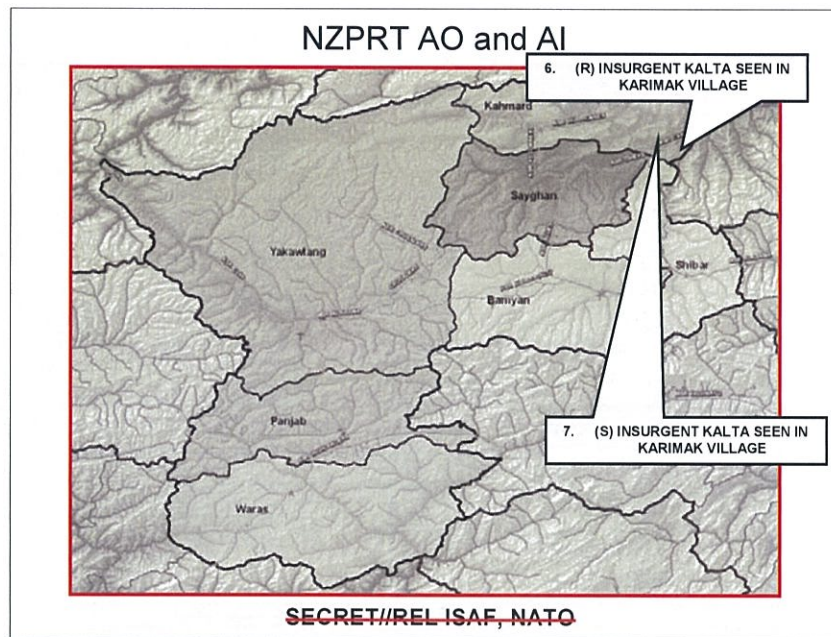 NZPRT AO and AI
6. (R) INSURGENT KALTA SEEN IN
KARIMAK VILLAGE
Kahmard
Sayghan
Yakawlang
Shibar
Bamyan
Panjab
7. (S) INSURGENT KALTA SEEN IN
KARIMAK VILLAGE
Waras
SECRET//REL ISAF, NATO